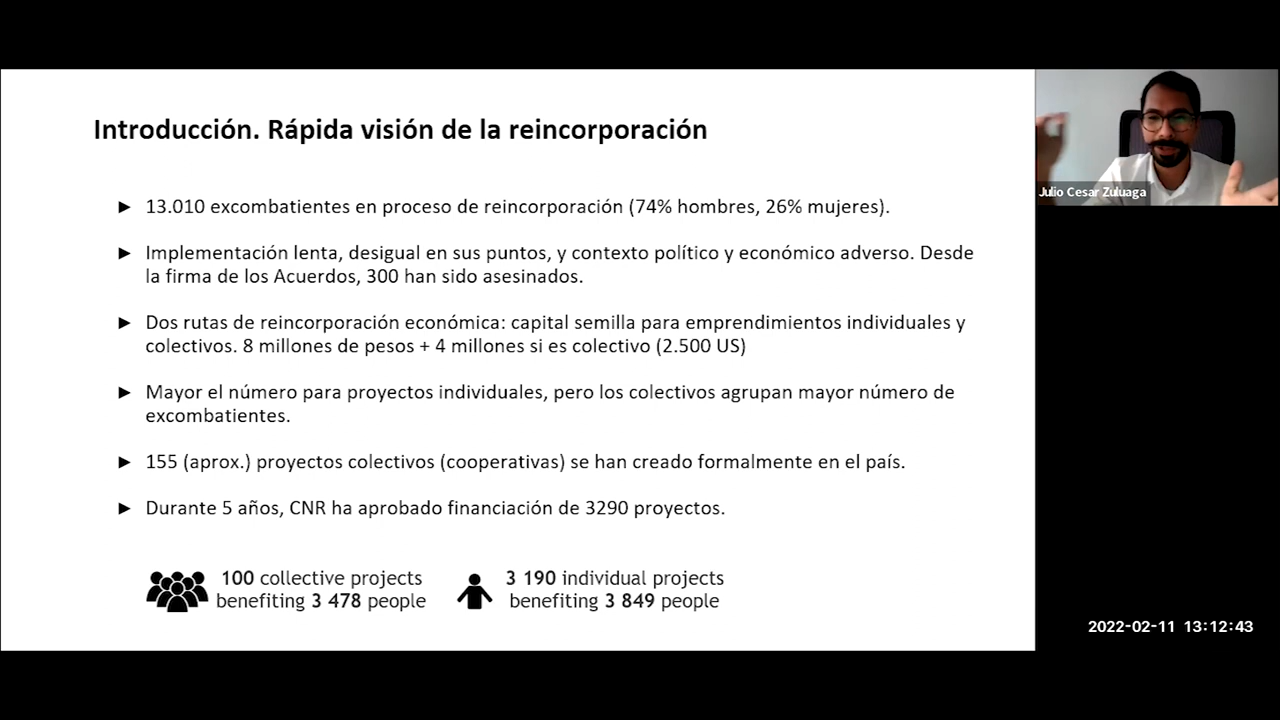 Introducción. Rápida visión de la reincorporación
► 13.010 excombatientes en proceso de reincorporación (74% hombres, 26% mujeres).
► Implementación lenta, desigual en sus puntos, y contexto político y económico adverso. Desde
la firma de los Acuerdos, 300 han sido asesinados.
► Dos rutas de reincorporación económica: capital semilla para emprendimientos individuales y
colectivos. 8 millones de pesos + 4 millones si es colectivo (2.500 US)
► Mayor el número para proyectos individuales, pero los colectivos agrupan mayor número de
excombatientes.
► 155 (aprox.) proyectos colectivos (cooperativas) se han creado formalmente en el país.
► Durante 5 años, CNR ha aprobado financiación de 3290 proyectos.
100 collective projects
benefiting 3 478 people
3 190 individual projects
benefiting 3 849 people
Julio Cesar Zuluaga
2022-02-11 13:12:43